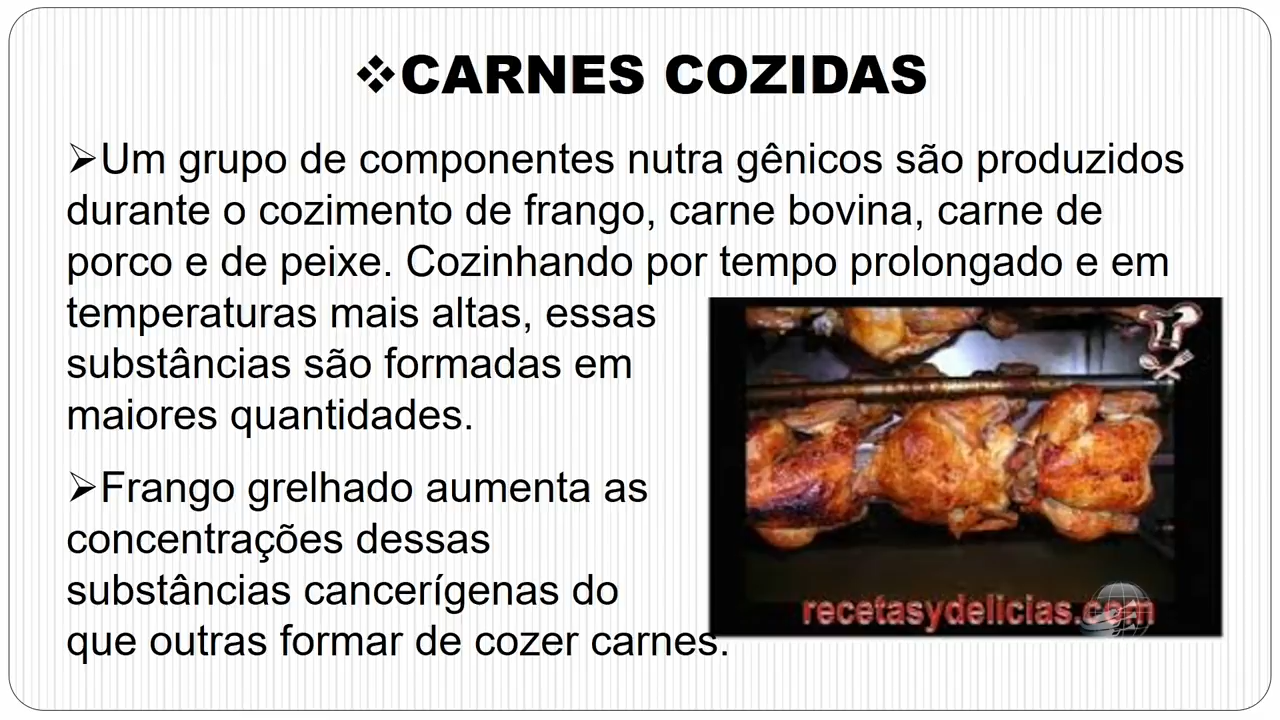 ❖CARNES COZIDAS
➢Um grupo de componentes nutra gênicos são produzidos
durante o cozimento de frango, carne bovina, carne de
porco e de peixe. Cozinhando por tempo prolongado e em
temperaturas mais altas, essas
substâncias são formadas em
maiores quantidades.
➢Frango grelhado aumenta as
concentrações dessas
substâncias cancerígenas do
que outras formar de cozer carnes.
recetasydelicias.com